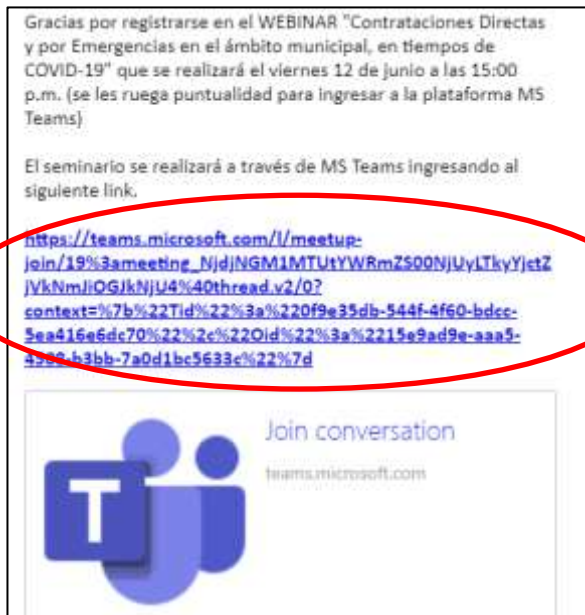 Gracias por registrarse en el WEBINAR "Contrataciones Directas
y por Emergencias en el ámbito municipal, en tiempos de
COVID-19" que se realizará el viernes 12 de junio a las 15:00
p.m. (se les ruega puntualidad para ingresar a la plataforma MS
Teams)
El seminario se realizará a través de MS Teams ingresando al
siguiente link.
https://teams.microsoft.com/l/meetup-
join/19%3ameeting_NjdjNGM1MTUtYWRmZS00NjUyLTkyYjctZ
jVkNmJiOGJkNjU4%40thread.v2/0?
context=%7b%22Tid%22%3a%220f9e35db-544f-4f60-bdcc-
5ea416e6dc70%22%2c%22Oid%22%3a%2215e9ad9e-aaa5-
b3bb-7a0d1bc5633c%22%7d
T
Join conversation
teams.microsoft.com